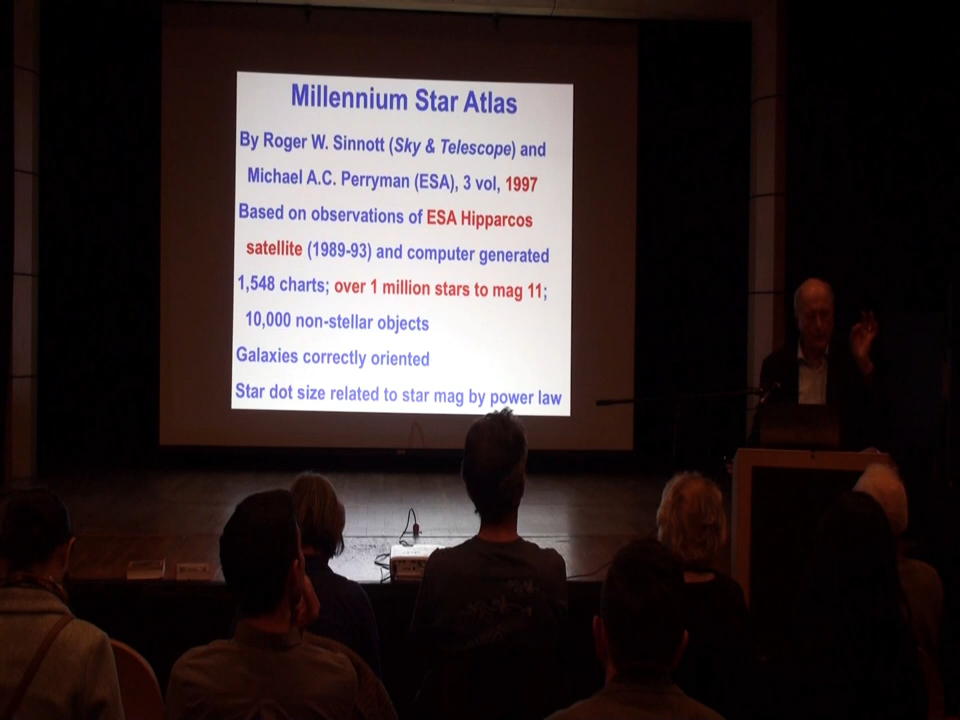 Millennium Star Atlas
By Roger W. Sinnott (Sky & Telescope) and
Michael A.C. Perryman (ESA), 3 vol, 1997
Based on observations of ESA Hipparcos
satellite (1989-93) and computer generated
1,548 charts; over 1 million stars to mag 11;
10,000 non-stellar objects
Galaxies correctly oriented
Star dot size related to star mag by power law